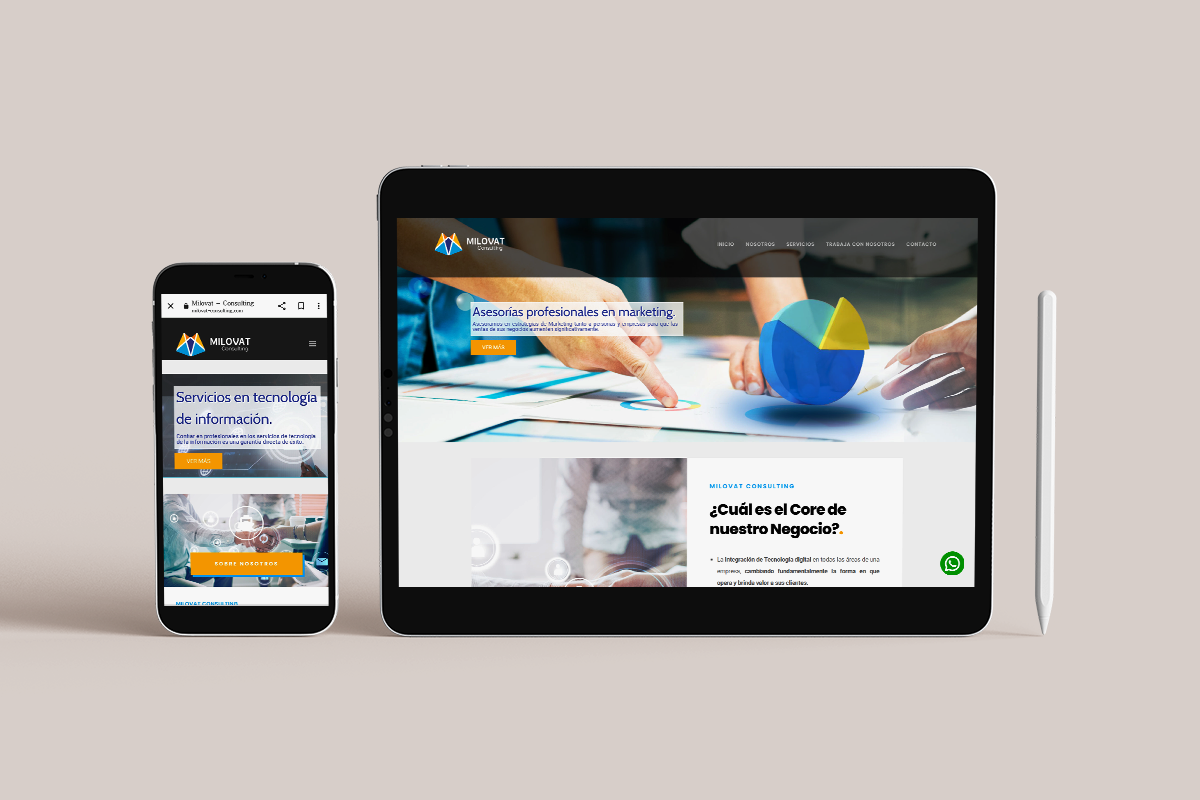 Milovat – Consulting
milovat-consulting.com
MILOVAT
Consulting
Servicios en tecnología
de información.
Confiar en profesionales en los servicios de tecnología
de la información es una garantía directa de éxito.
VER MÁS
SOBRE NOSOTROS
MILOVAT CONSULTING
MILOVAT
Consulting
INICIO NOSOTROS SERVICIOS TRABAJA CON NOSOTROS CONTACTO
Asesorías profesionales en marketing.
Asesoramos en estrategias de Marketing tanto a personas y empresas para que las
ventas de sus negocios aumenten significativamente.
VER MÁS
MILOVAT CONSULTING
¿Cuál es el Core de
nuestro Negocio?.
• La Integración de Tecnología digital en todas las áreas de una
empresa, cambiando fundamentalmente la forma en que
opera y brinda valor a sus clientes.